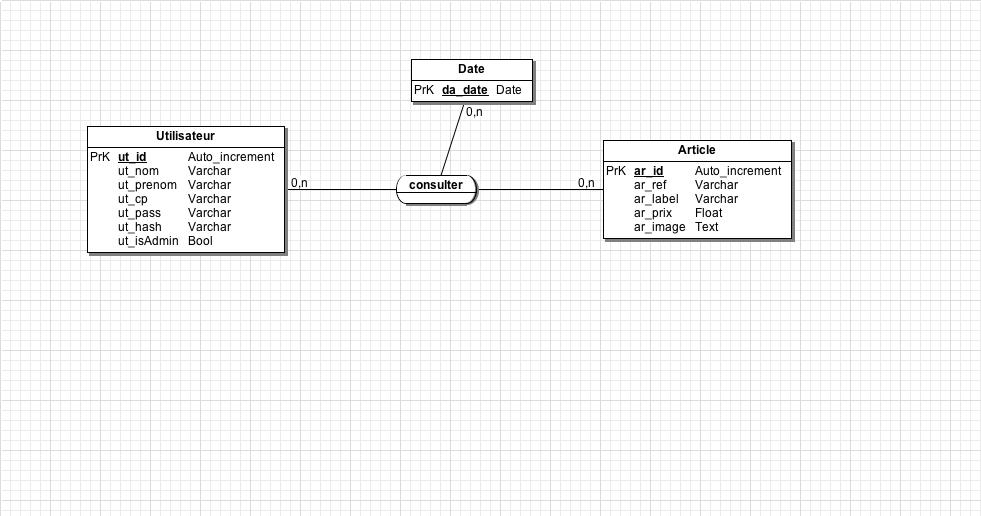 Date
PrK da_date Date
0,n
Utilisateur
PrK ut_id Auto_increment
ut_nom Varchar
ut_prenom Varchar
ut_cp Varchar
ut_pass Varchar
ut_hash Varchar
ut_isAdmin Bool
0,n
consulter
0,n
Article
PrK ar_id Auto_increment
ar_ref Varchar
ar_label Varchar
ar_prix Float
ar_image Text